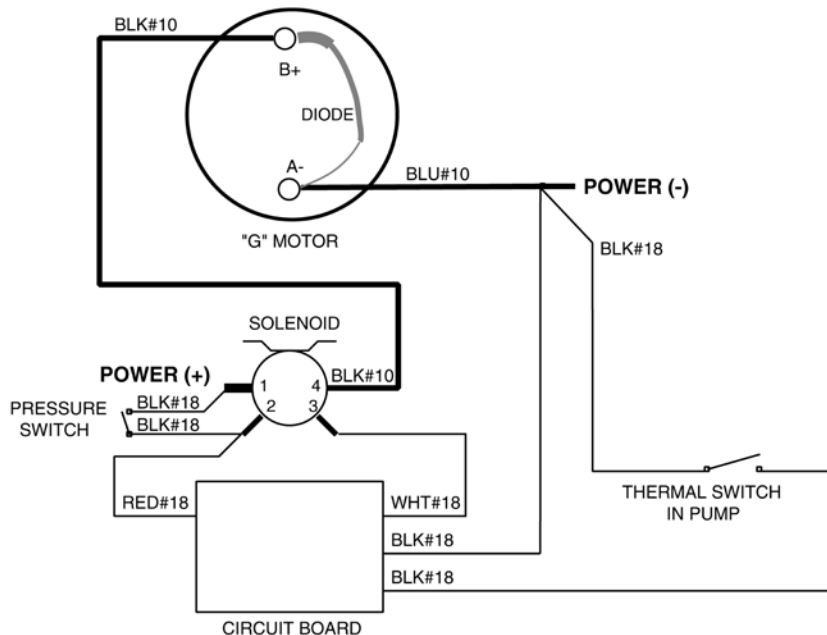 BLK#10
B+
DIODE
A-
BLU#10
POWER (-)
"G" MOTOR
BLK#18
SOLENOID
POWER (+)
BLK#10
1
4
BLK#18
2
3
PRESSURE
SWITCH
BLK#18
THERMAL SWITCH
IN PUMP
RED#18
WHT#18
BLK#18
BLK#18
CIRCUIT BOARD